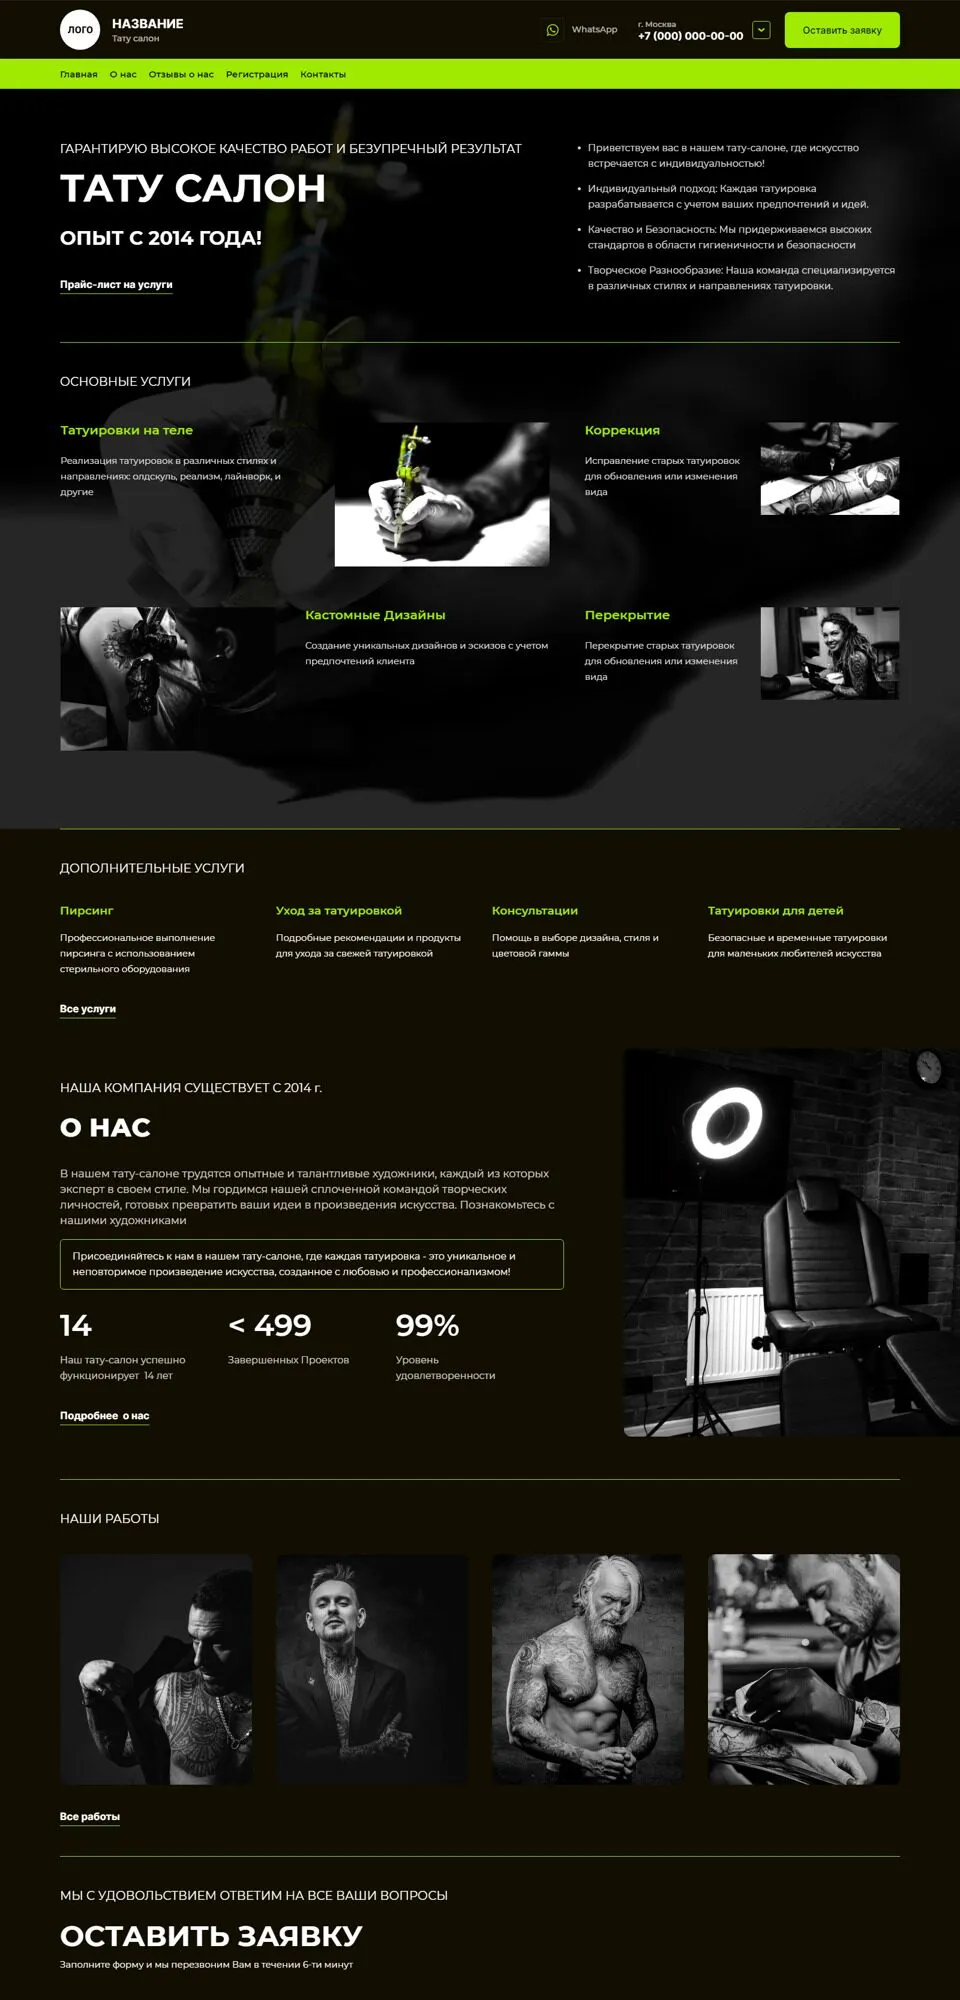 ЛОГО
НАЗВАНИЕ
Тату салон
WhatsApp
г. Москва
+7 (000) 000-00-00
Оставить заявку
Главная
О нас
Отзывы о нас
Регистрация
Контакты
ГАРАНТИРУЮ ВЫСОКОЕ КАЧЕСТВО РАБОТ И БЕЗУПРЕЧНЫЙ РЕЗУЛЬТАТ
ТАТУ САЛОН
ОПЫТ С 2014 ГОДА!
Прайс-лист на услуги
• Приветствуем вас в нашем тату-салоне, где искусство
встречается с индивидуальностью!
• Индивидуальный подход: Каждая татуировка
разрабатывается с учетом ваших предпочтений и идей.
• Качество и Безопасность: Мы придерживаемся высоких
стандартов в области гигиеничности и безопасности
• Творческое Разнообразие: Наша команда специализируется
в различных стилях и направлениях татуировки.
ОСНОВНЫЕ УСЛУГИ
Татуировки на теле
Реализация татуировок в различных стилях и
направлениях: олдскуль, реализм, лайнворк, и
другие
Коррекция
Исправление старых татуировок
для обновления или изменения
вида
Кастомные Дизайны
Создание уникальных дизайнов и эскизов с учетом
предпочтений клиента
Перекрытие
Перекрытие старых татуировок
для обновления или изменения
вида
ДОПОЛНИТЕЛЬНЫЕ УСЛУГИ
Пирсинг
Профессиональное выполнение
пирсинга с использованием
стерильного оборудования
Уход за татуировкой
Подробные рекомендации и продукты
для ухода за свежей татуировкой
Консультации
Помощь в выборе дизайна, стиля и
цветовой гаммы
Татуировки для детей
Безопасные и временные татуировки
для маленьких любителей искусства
Все услуги
НАША КОМПАНИЯ СУЩЕСТВУЕТ С 2014 г.
О НАС
В нашем тату-салоне трудятся опытные и талантливые художники, каждый из которых
эксперт в своем стиле. Мы гордимся нашей сплоченной командой творческих
личностей, готовых превратить ваши идеи в произведения искусства. Познакомьтесь с
нашими художниками
Присоединяйтесь к нам в нашем тату-салоне, где каждая татуировка - это уникальное и
неповторимое произведение искусства, созданное с любовью и профессионализмом!
14
Наш тату-салон успешно
функционирует 14 лет
< 499
Завершенных Проектов
99%
Уровень
удовлетворенности
Подробнее о нас
НАШИ РАБОТЫ
Все работы
МЫ С УДОВОЛЬСТВИЕМ ОТВЕТИМ НА ВСЕ ВАШИ ВОПРОСЫ
ОСТАВИТЬ ЗАЯВКУ
Заполните форму и мы перезвоним Вам в течении 6-ти минут